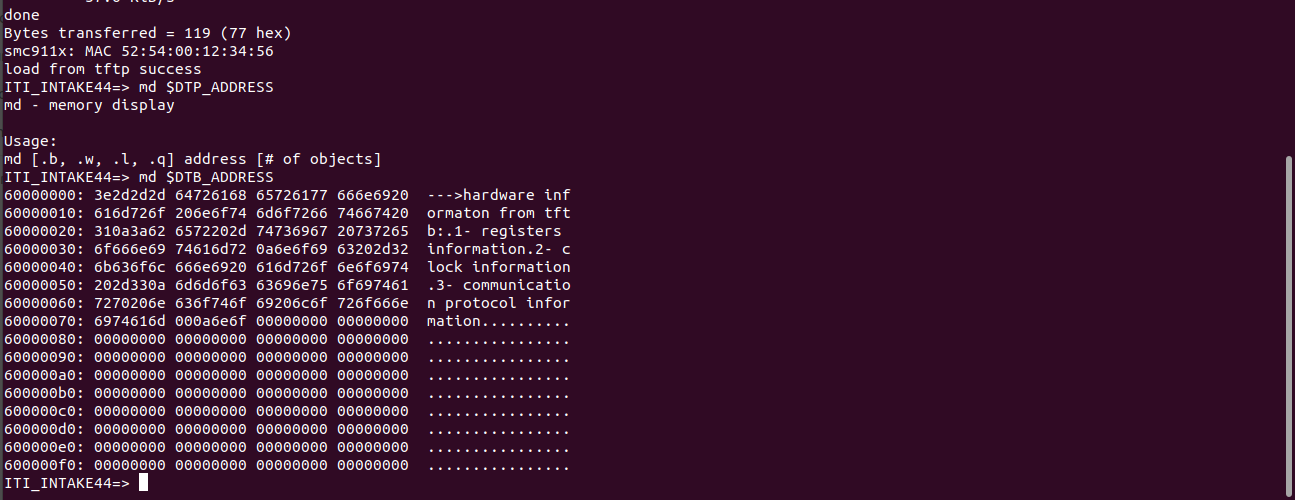 done
Bytes transferred = 119 (77 hex)
smc911x: MAC 52:54:00:12:34:56
load from tftp success
ITI_INTAKE44=> md $DTP_ADDRESS
md - memory display
Usage:
md [.b, .w, .l, .q] address [# of objects]
ITI_INTAKE44=> md $DTB_ADDRESS
60000000: 3e2d2d2d 64726168 65726177 666e6920  --->hardware inf
60000010: 616d726f 206e6f74 6d6f7266 74667420  ormaton from tft
60000020: 310a3a62 6572202d 74736967 20737265  b:.1- registers
60000030: 6f666e69 74616d72 0a6e6f69 63202d32  information.2- c
60000040: 6b636f6c 666e6920 616d726f 6e6f6974  lock information
60000050: 202d330a 6d6d6f63 63696e75 6f697461  .3- communicatio
60000060: 7270206e 636f746f 69206c6f 726f666e  n protocol infor
60000070: 6974616d 000a6e6f 00000000 00000000  mation..........
60000080: 00000000 00000000 00000000 00000000  ................
60000090: 00000000 00000000 00000000 00000000  ................
600000a0: 00000000 00000000 00000000 00000000  ................
600000b0: 00000000 00000000 00000000 00000000  ................
600000c0: 00000000 00000000 00000000 00000000  ................
600000d0: 00000000 00000000 00000000 00000000  ................
600000e0: 00000000 00000000 00000000 00000000  ................
600000f0: 00000000 00000000 00000000 00000000  ................
ITI_INTAKE44=>